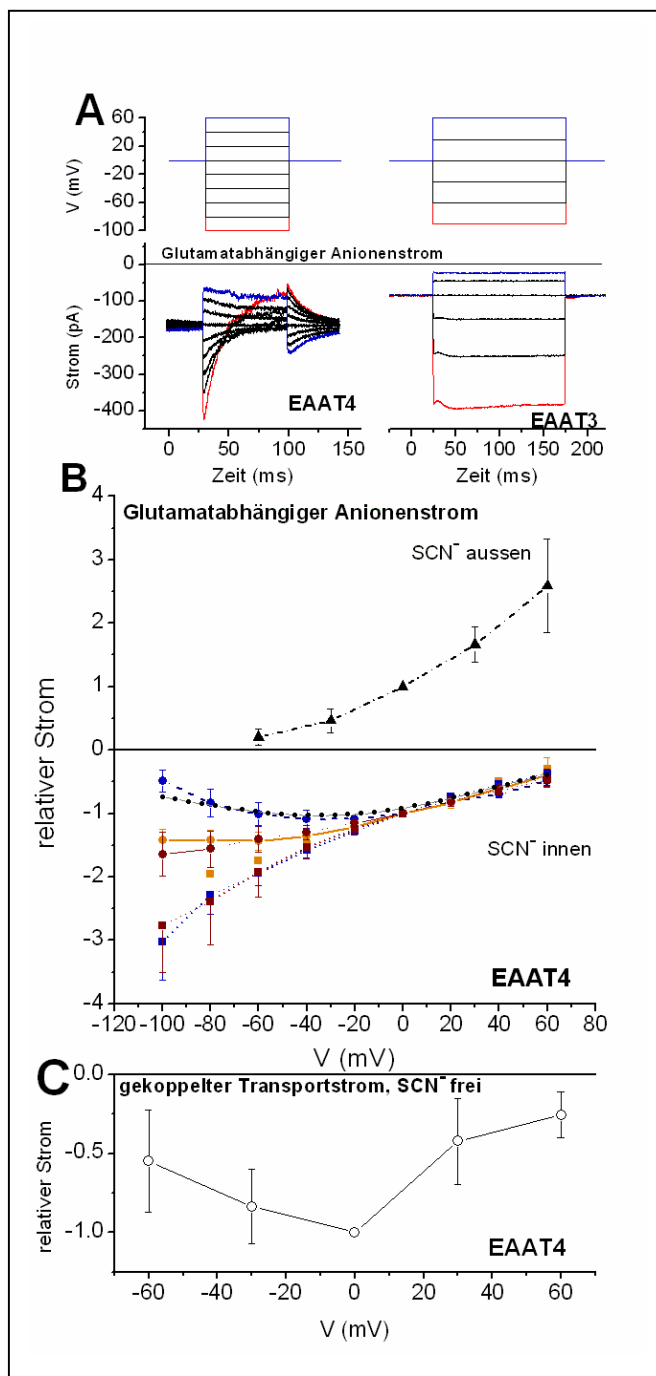 A
60
20
-20
-60
-100
V (mV)
Glutamatabhängiger Anionenstrom
0
-100
-200
-300
-400
Strom (pA)
EAAT4
EAAT3
0 50 100 150
0 50 100 150 200
Zeit (ms)
Zeit (ms)
B
4
Glutamatabhängiger Anionenstrom
SCN⁻ aussen
3
2
1
0
-1
-2
-3
-4
relativer Strom
SCN⁻ innen
EAAT4
-120 -100 -80 -60 -40 -20 0 20 40 60 80
V (mV)
C
0.0
gekoppelter Transportstrom, SCN⁻ frei
-0.5
-1.0
relativer Strom
EAAT4
-60 -40 -20 0 20 40 60
V (mV)